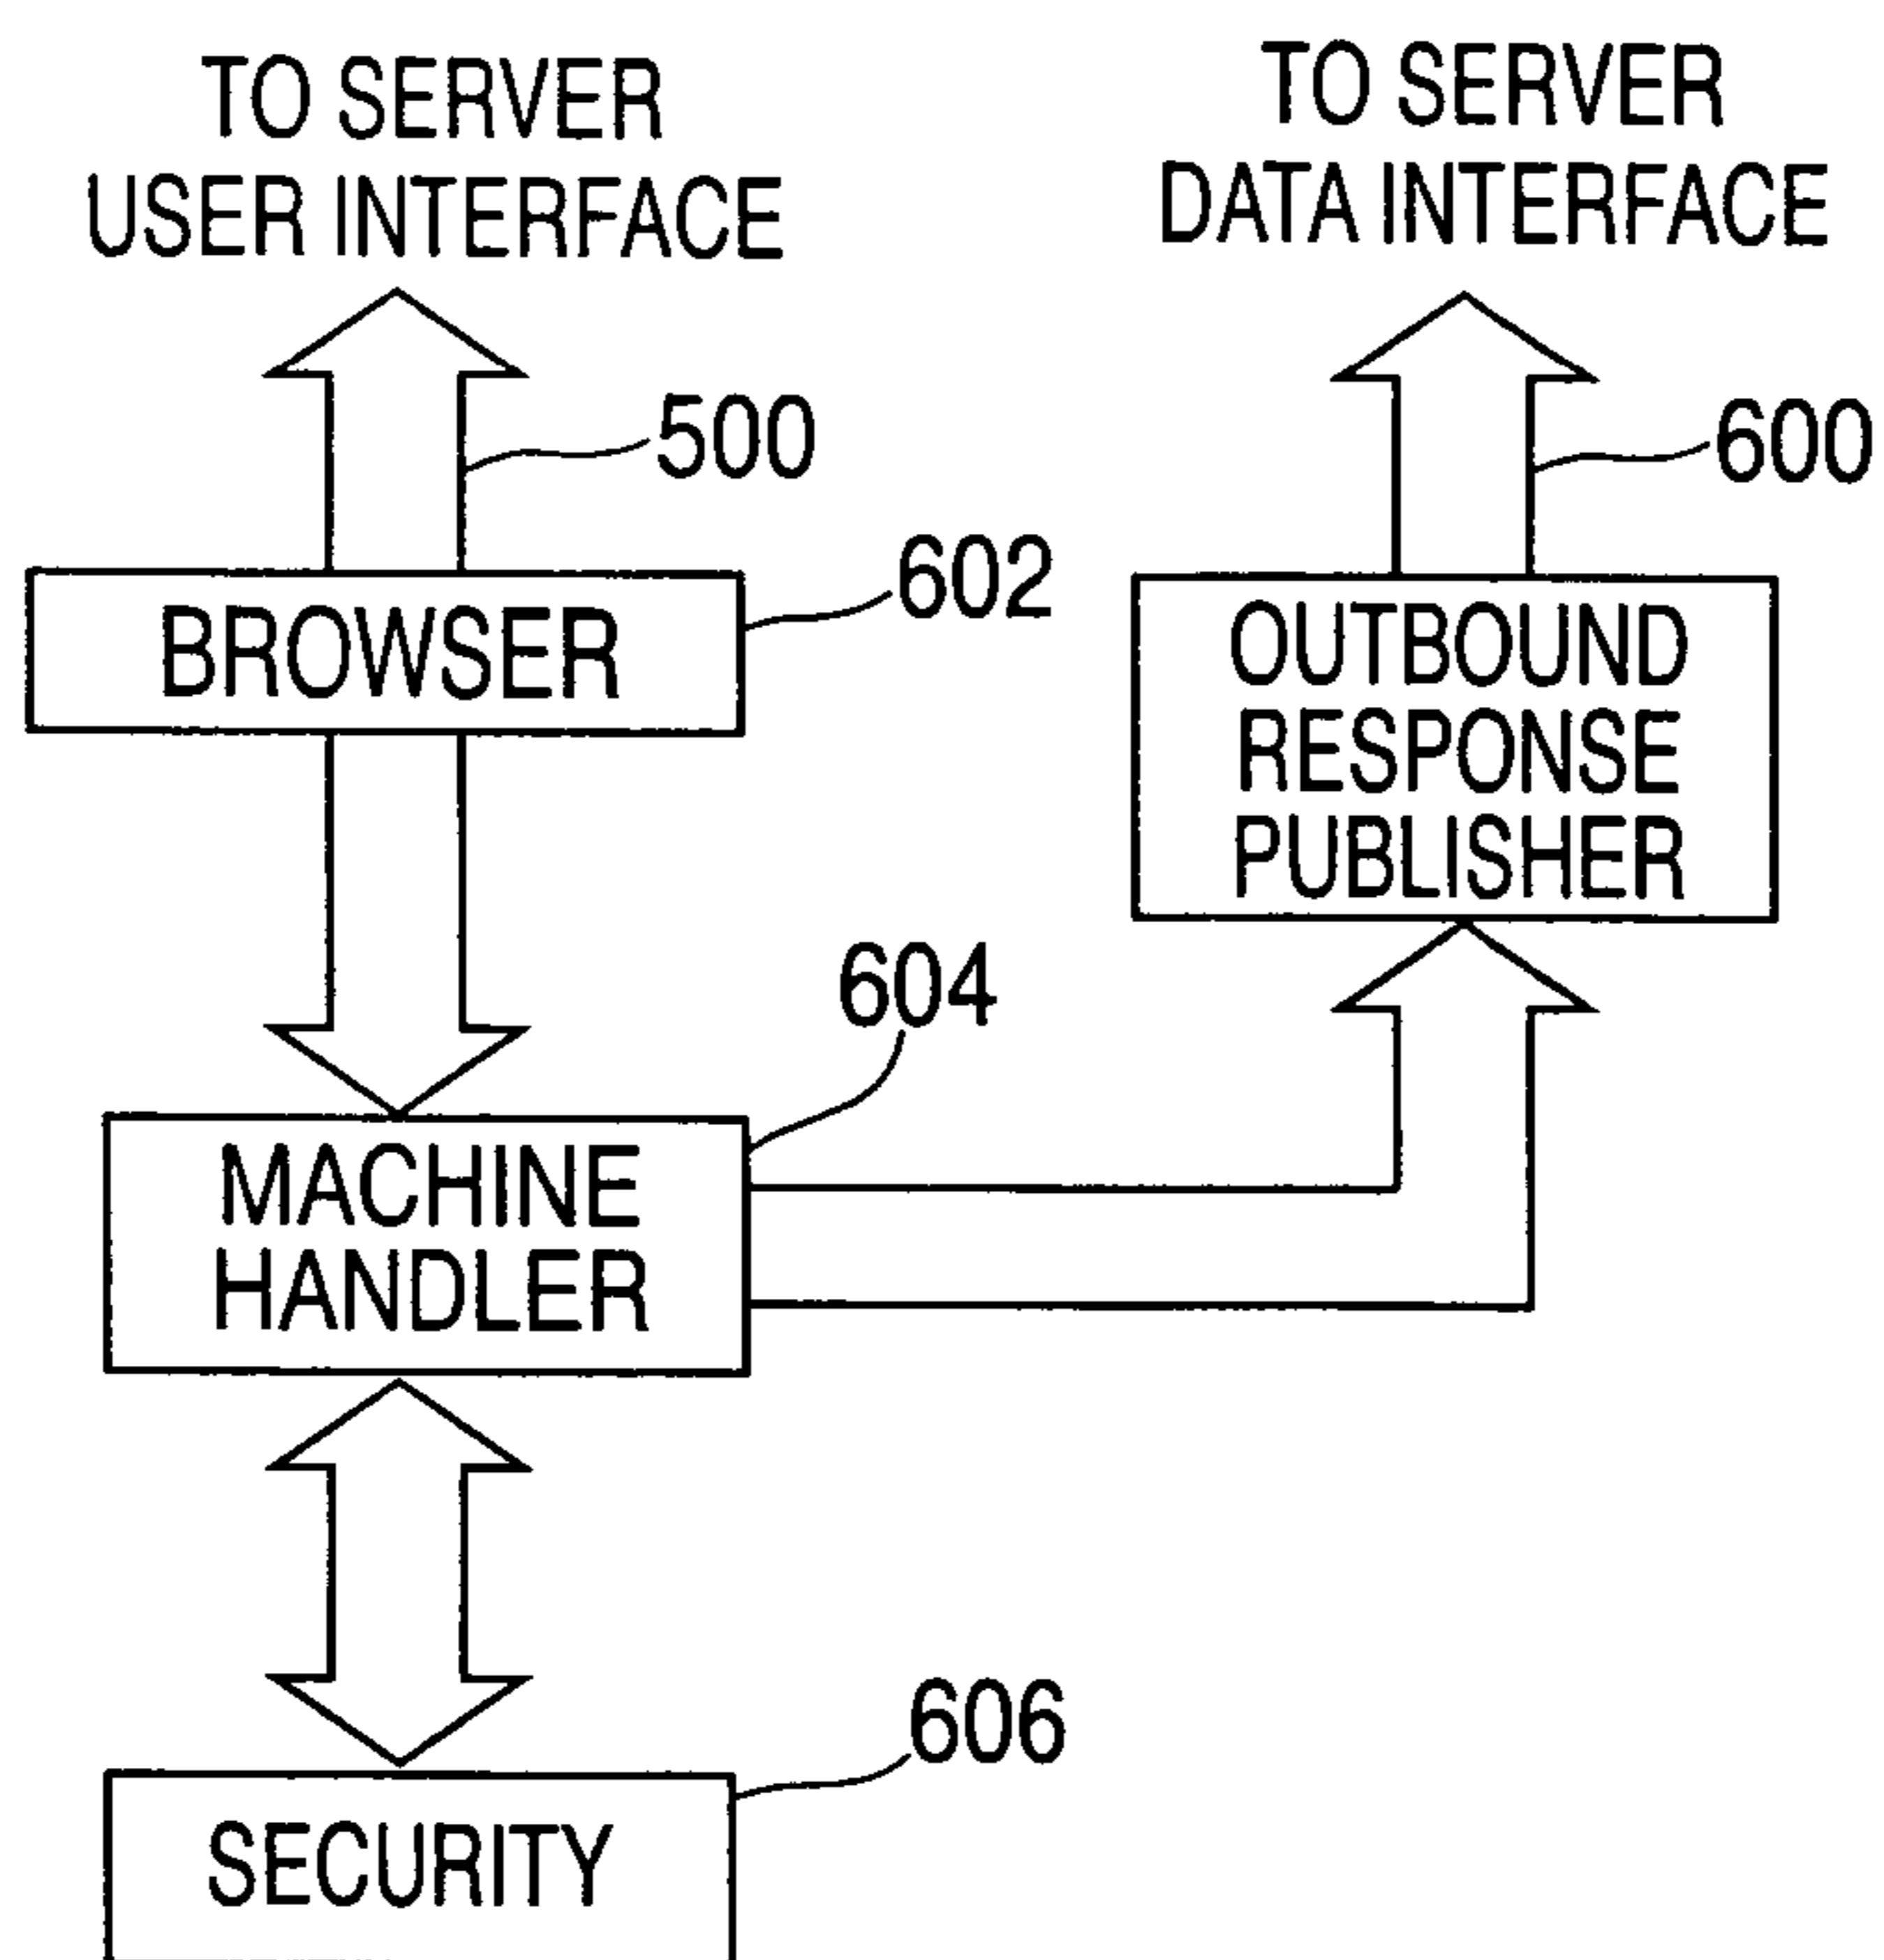 TO SERVER
USER INTERFACE
TO SERVER
DATA INTERFACE
500
600
602
BROWSER
OUTBOUND
RESPONSE
PUBLISHER
604
MACHINE
HANDLER
606
SECURITY